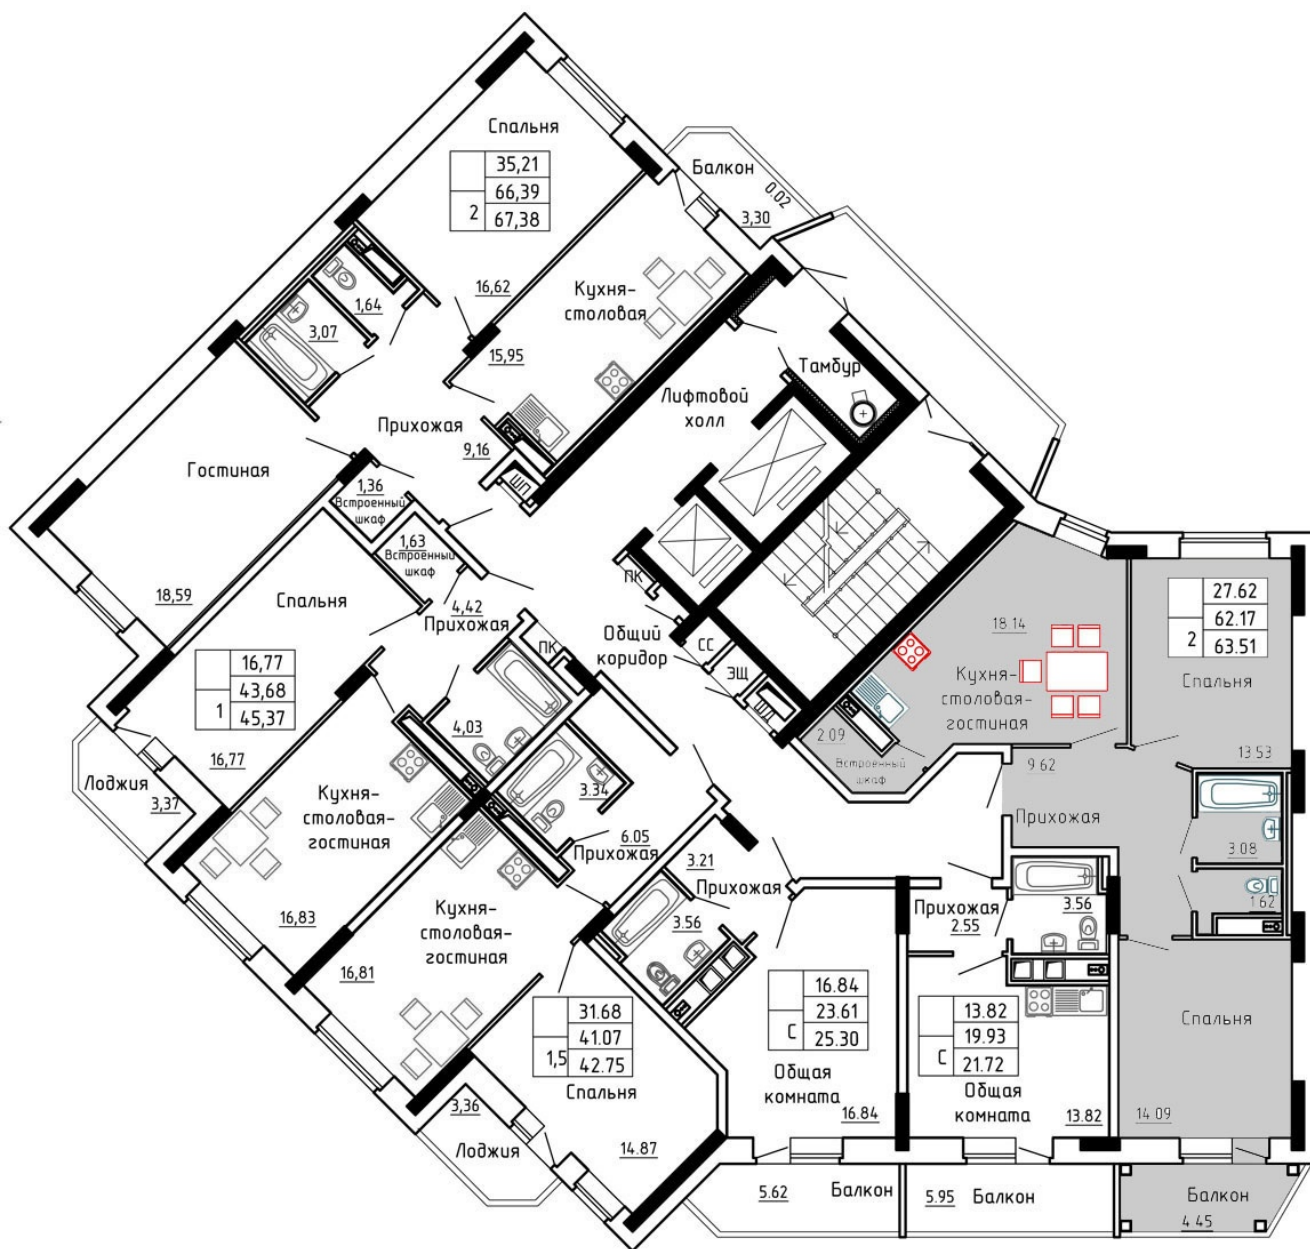 Спальня
35,21
66,39
2 67,38
16,62
Балкон
0.02
3,30
Кухня-
столовая
15,95
1,64
3,07
Прихожая
9,16
Гостиная
18,59
1,36
Встроенный
шкаф
1,63
Встроенный
шкаф
Лифтовой
холл
Тамбур
ПК
Общий
коридор
СС
ЭЩ
ПК
4,42
Прихожая
4,03
Спальня
16,77
43,68
1 45,37
16,77
Лоджия
3,37
Кухня-
столовая-
гостиная
16,83
3.34
6.05
Прихожая
Кухня-
столовая-
гостиная
16,81
31.68
41.07
1,5 42.75
Спальня
14.87
3,36
Лоджия
3.21
Прихожая
3.56
16.84
23.61
С 25.30
Общая
комната
16.84
5.62
Балкон
Прихожая
2.55
3.56
13.82
19.93
С 21.72
Общая
комната
13.82
5.95
Балкон
18.14
Кухня-
столовая-
гостиная
2.09
Встроенный
шкаф
27.62
62.17
2 63.51
Спальня
13.53
9.62
Прихожая
3.08
1.62
Спальня
14.09
Балкон
4.45